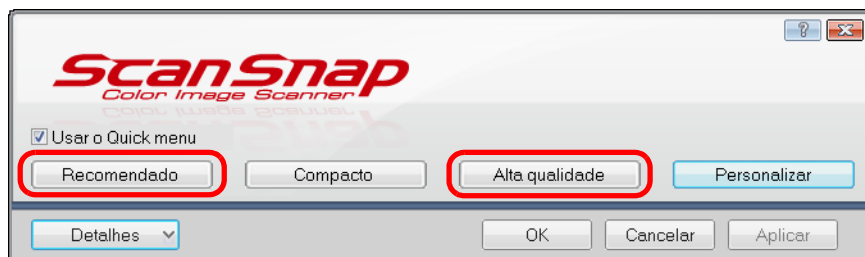 ScanSnap
Color Image Scanner
Usar o Quick menu
Recomendado Compacto Alta qualidade Personalizar
Detalhes OK Cancelar Aplicar